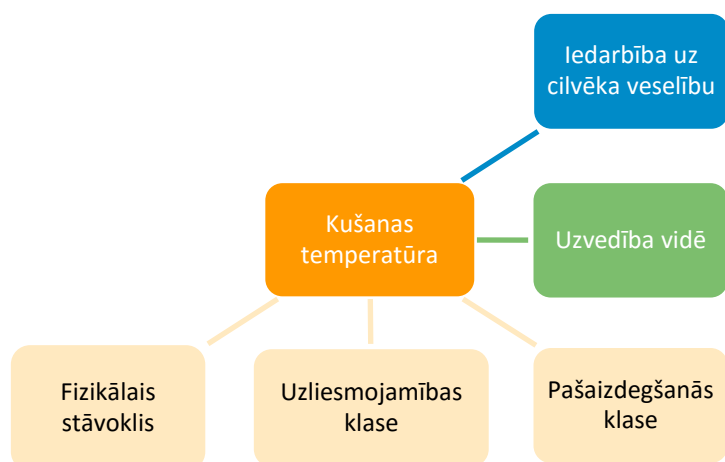 Iedarbība uz
cilvēka veselību
Kušanas
temperatūra
Uzvedība vidē
Fizikālais
stāvoklis
Uzliesmojamības
klase
Pašaizdegšanās
klase